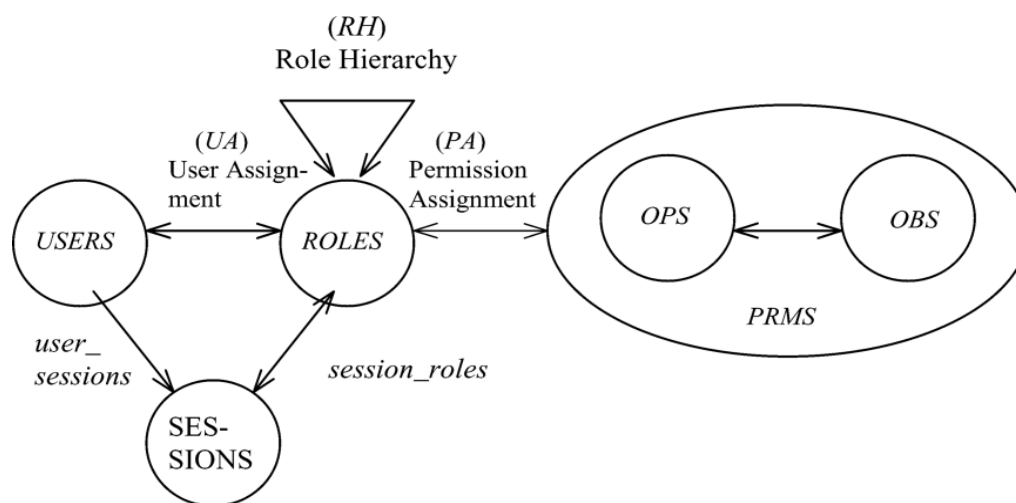 (RH)
Role Hierarchy
(UA)
User Assign-
ment
(PA)
Permission
Assignment
USERS
ROLES
OPS
OBS
PRMS
user_
sessions
session_roles
SES-
SIONS